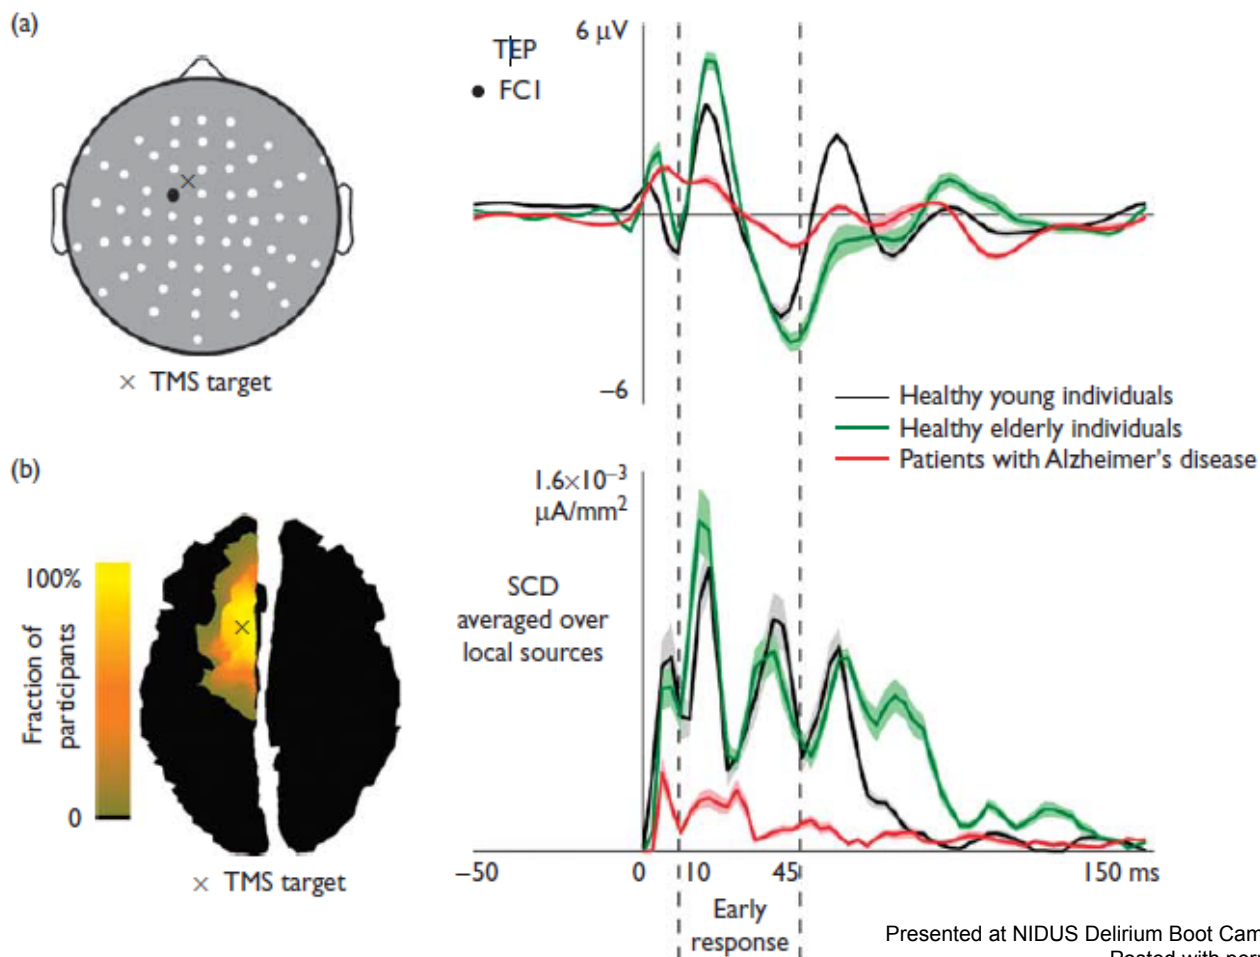 (a)
× TMS target
TEP
• FC1
6 μV
−6
Healthy young individuals
Healthy elderly individuals
Patients with Alzheimer's disease
(b)
100%
Fraction of
participants
0
× TMS target
1.6×10⁻³
μA/mm²
SCD
averaged over
local sources
−50 0 10 45 150 ms
Early
response
Presented at NIDUS Delirium Boot
Posted with